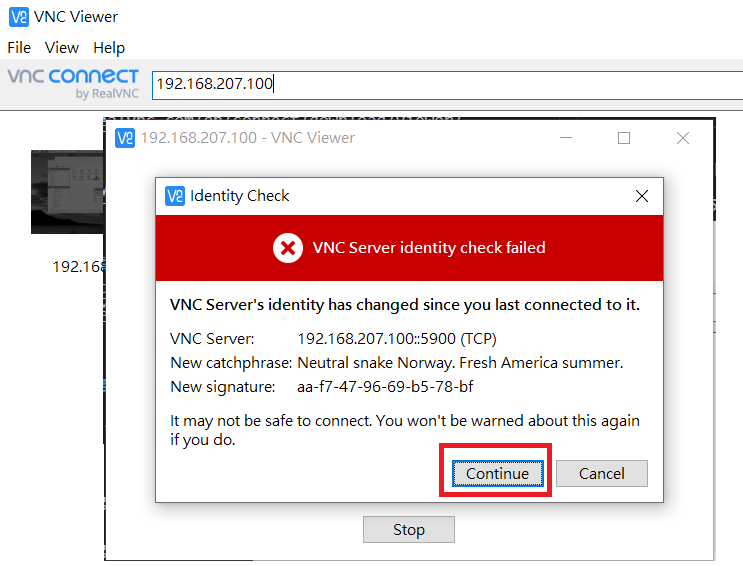 VNC Viewer
File View Help
vnc connect
by RealVNC
192.168.207.100
192.168.207.100 - VNC Viewer
Identity Check
VNC Server identity check failed
192.168
VNC Server's identity has changed since you last connected to it.
VNC Server: 192.168.207.100::5900 (TCP)
New catchphrase: Neutral snake Norway. Fresh America summer.
New signature: aa-f7-47-96-69-b5-78-bf
It may not be safe to connect. You won't be warned about this again
if you do.
Continue Cancel
Stop